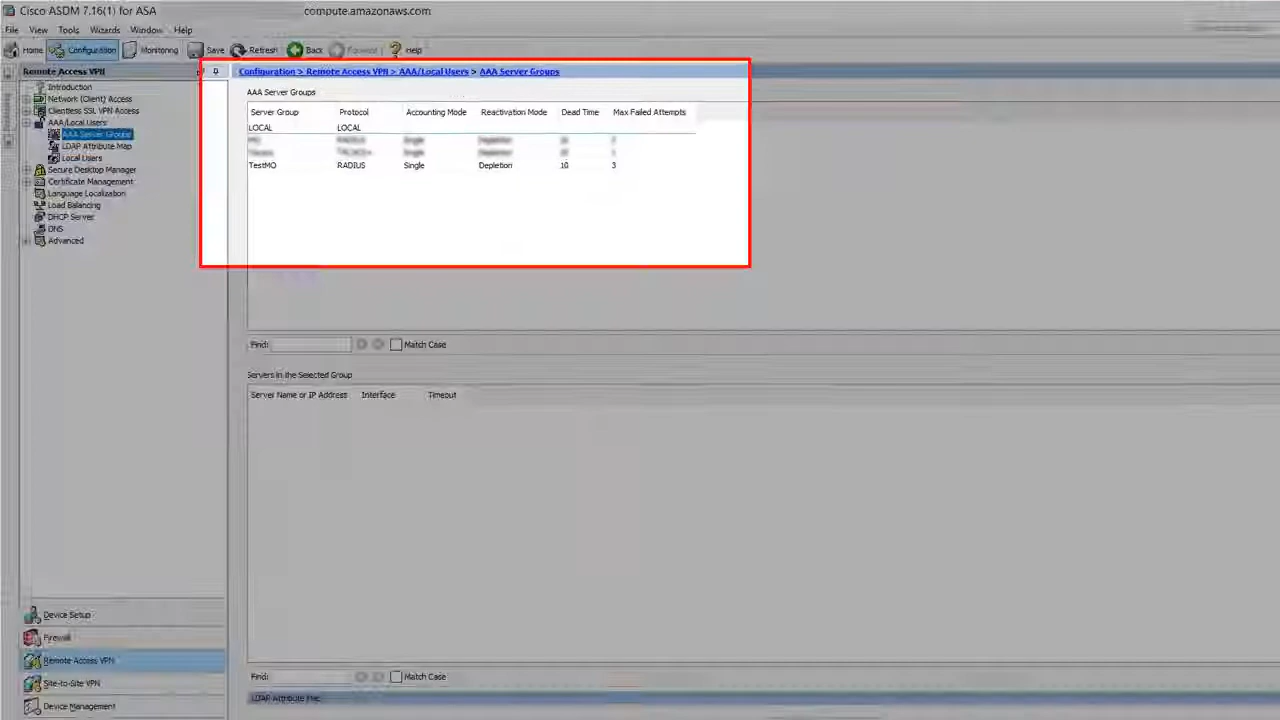 Cisco ASDM 7.16(1) for ASA compute.amazonaws.com
File View Tools Wizards Window Help
Home Configuration Monitoring Save Refresh Back Forward Help
Remote Access VPN
Configuration > Remote Access VPN > AAA/Local Users > AAA Server Groups
Introduction
Network (Client) Access
Clientless SSL VPN Access
AAA/Local Users
AAA Server Groups
LDAP Attribute Map
Local Users
Secure Desktop Manager
Certificate Management
Language Localization
Load Balancing
DHCP Server
DNS
Advanced
AAA Server Groups
Server Group Protocol Accounting Mode Reactivation Mode Dead Time Max Failed Attempts
LOCAL LOCAL
TestMO RADIUS Single Depletion 10 3
Find: Match Case
Servers in the Selected Group
Server Name or IP Address Interface Timeout
Find: Match Case
LDAP Attribute Map
Device Setup
Firewall
Remote Access VPN
Site-to-Site VPN
Device Management